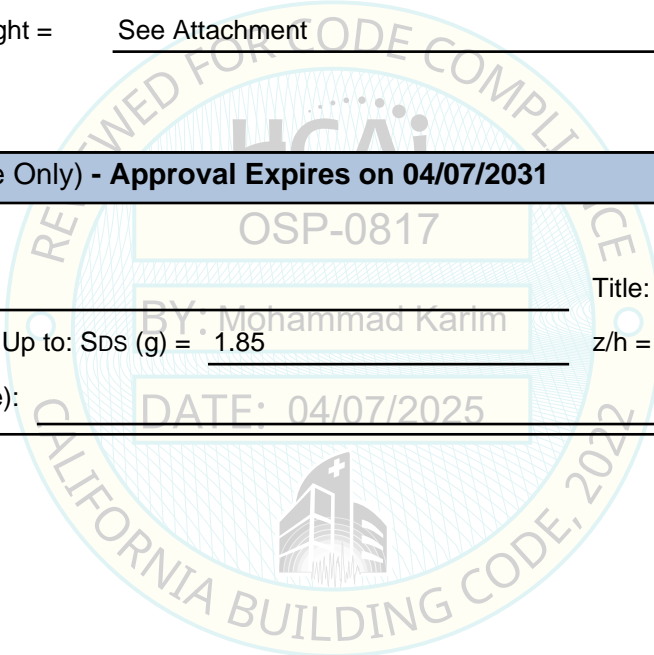 ght = See Attachment
REVIEWED FOR CODE COMPLIANCE
HCAi
e Only) - Approval Expires on 04/07/2031
OSP-0817
Title:
BY: Mohammad Karim
Up to: SDS (g) = 1.85 z/h =
e):
DATE: 04/07/2025
CALIFORNIA BUILDING CODE, 2022